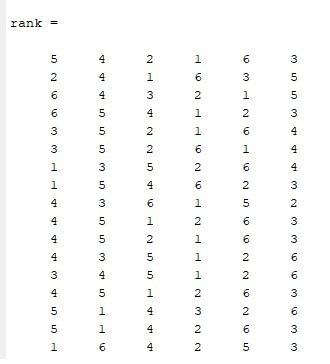 rank =
5 4 2 1 6 3
2 4 1 6 3 5
6 4 3 2 1 5
6 5 4 1 2 3
3 5 2 1 6 4
3 5 2 6 1 4
1 3 5 2 6 4
1 5 4 6 2 3
4 3 6 1 5 2
4 5 1 2 6 3
4 5 2 1 6 3
4 3 5 1 2 6
3 4 5 1 2 6
4 5 1 2 6 3
5 1 4 3 2 6
5 1 4 2 6 3
1 6 4 2 5 3